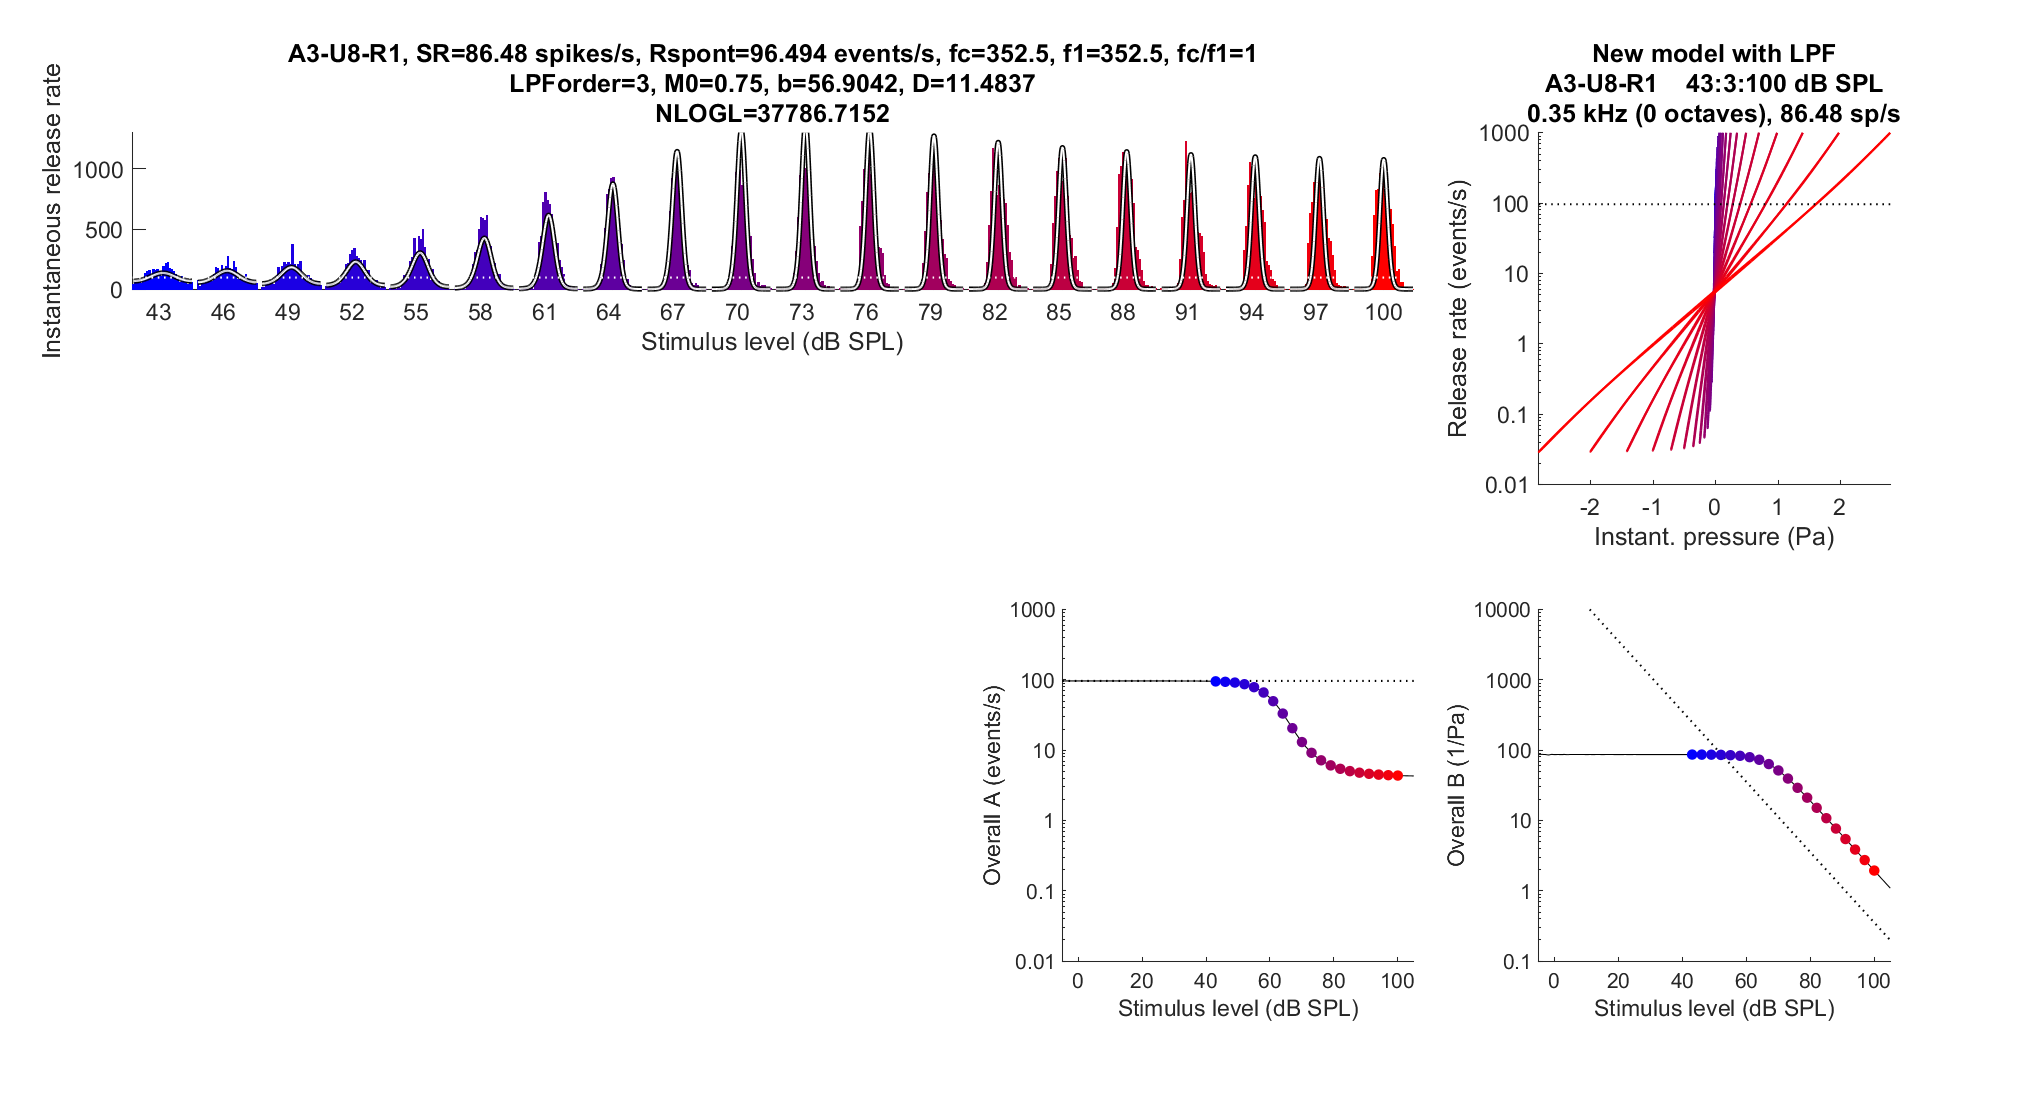 A3-U8-R1, SR=86.48 spikes/s, Rspont=96.494 events/s, fc=352.5, f1=352.5, fc/f1=1
LPForder=3, M0=0.75, b=56.9042, D=11.4837
NLOGL=37786.7152
Instantaneous release rate
1000
500
0
43 46 49 52 55 58 61 64 67 70 73 76 79 82 85 88 91 94 97 100
Stimulus level (dB SPL)
New model with LPF
A3-U8-R1 43:3:100 dB SPL
0.35 kHz (0 octaves), 86.48 sp/s
Release rate (events/s)
1000
100
10
1
0.1
0.01
-2 -1 0 1 2
Instant. pressure (Pa)
Overall A (events/s)
1000
100
10
1
0.1
0.01
0 20 40 60 80 100
Stimulus level (dB SPL)
Overall B (1/Pa)
10000
1000
100
10
1
0.1
0 20 40 60 80 100
Stimulus level (dB SPL)